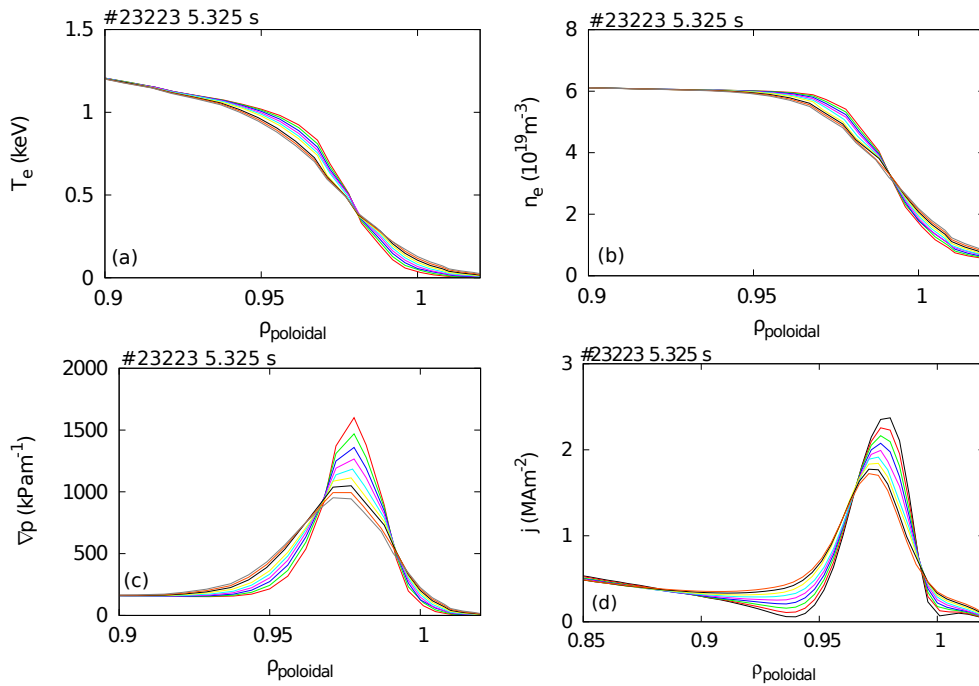 #23223 5.325 s
1.5
1
0.5
0
T_e (keV)
(a)
0.9 0.95 1
ρ_poloidal
#23223 5.325 s
8
6
4
2
0
n_e (10^19 m^-3)
(b)
0.9 0.95 1
ρ_poloidal
#23223 5.325 s
2000
1500
1000
500
0
∇p (kPam^-1)
(c)
0.9 0.95 1
ρ_poloidal
#23223 5.325 s
3
2
1
0
j (MAm^-2)
(d)
0.85 0.9 0.95 1
ρ_poloidal